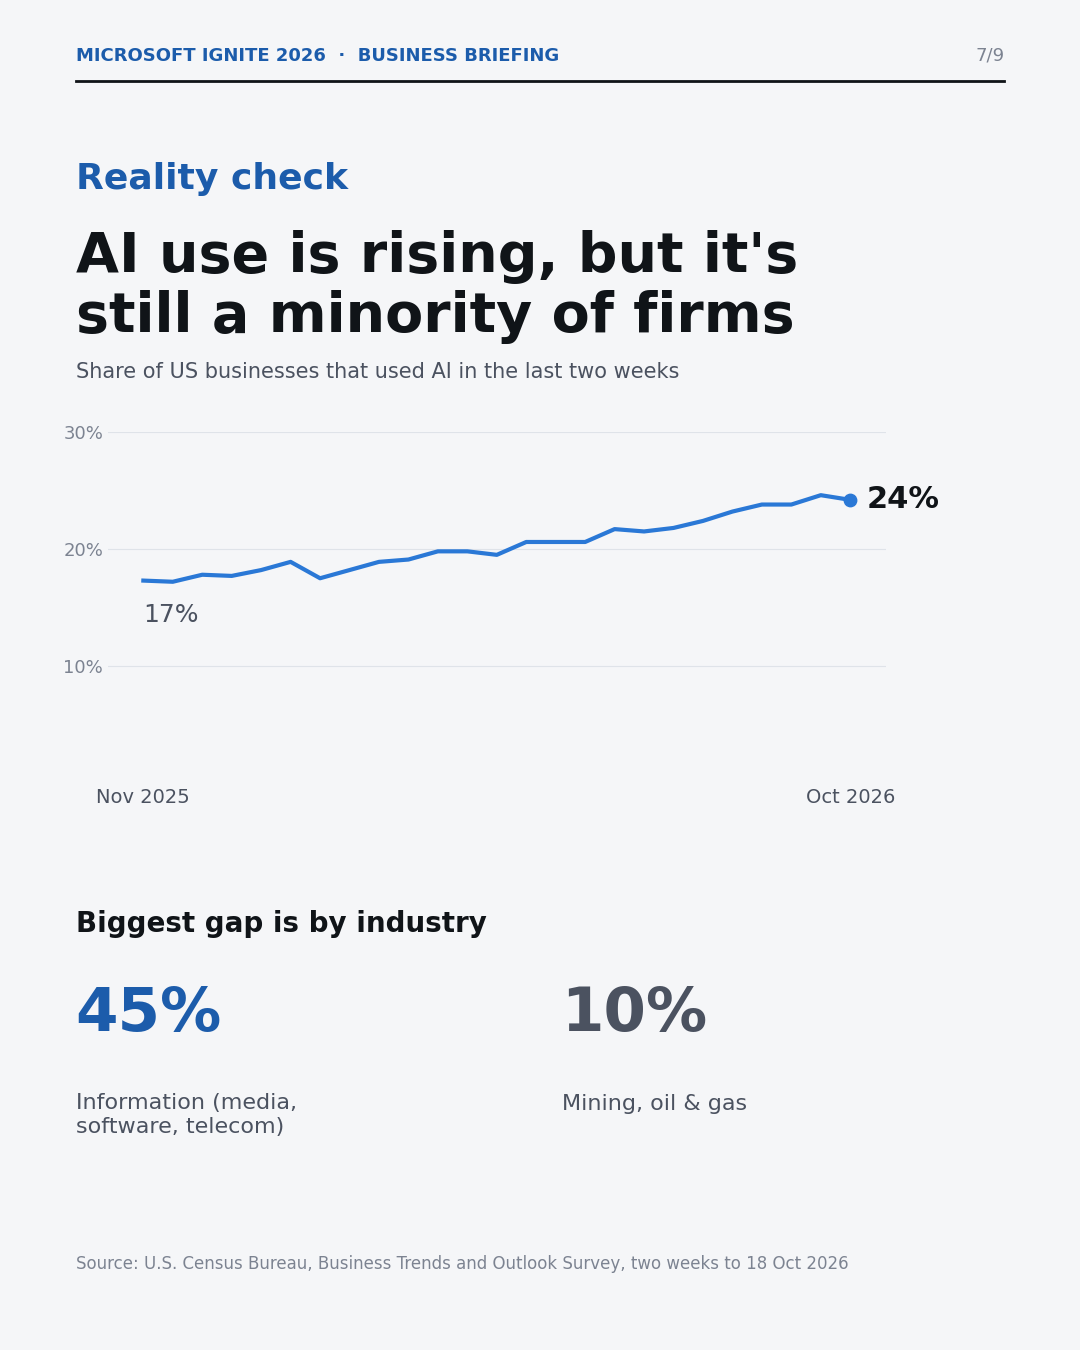 MICROSOFT IGNITE 2026 · BUSINESS BRIEFING
7/9
Reality check
AI use is rising, but it's
still a minority of firms
Share of US businesses that used AI in the last two weeks
30%
24%
20%
17%
10%
Nov 2025
Oct 2026
Biggest gap is by industry
45%
10%
Information (media,
software, telecom)
Mining, oil & gas
Source: U.S. Census Bureau, Business Trends and Outlook Survey, two weeks to 18 Oct 2026